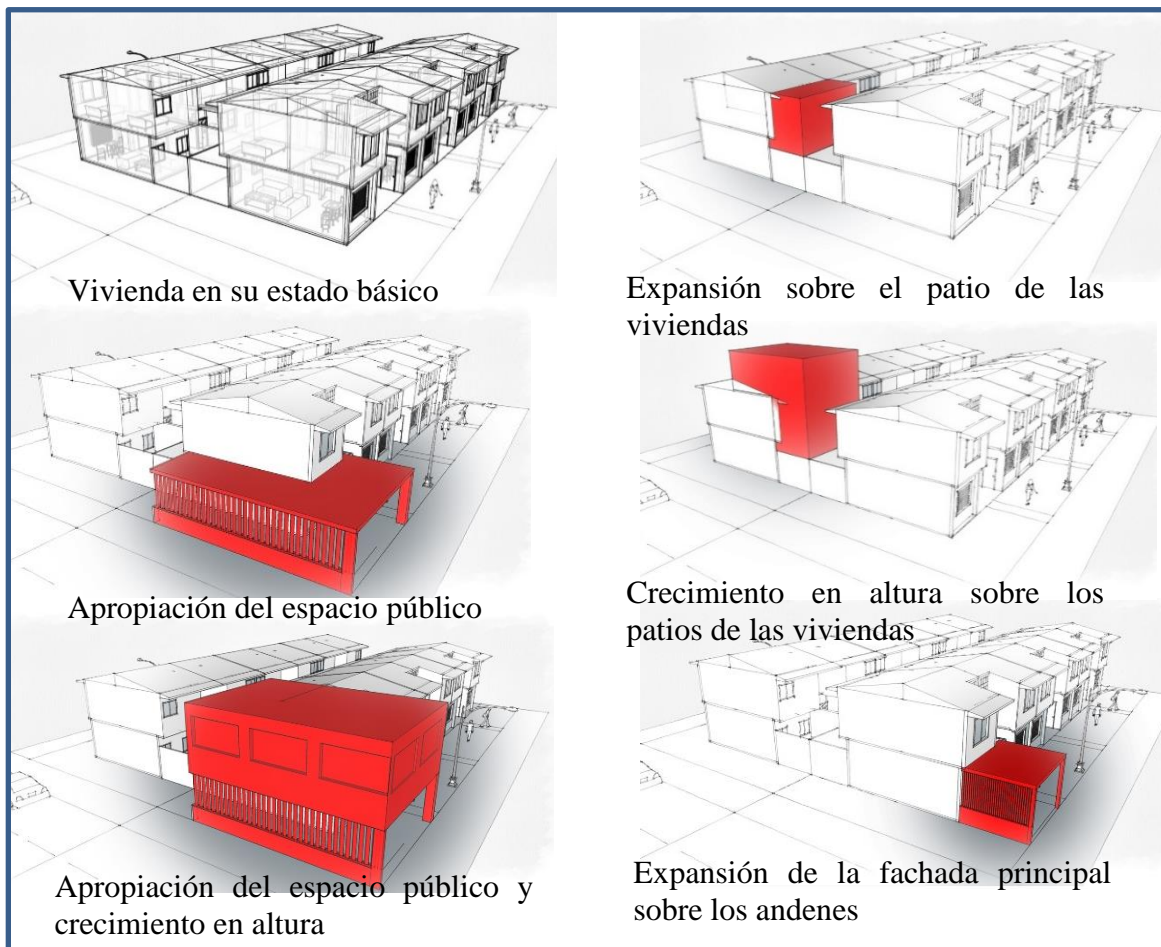 Vivienda en su estado básico
Expansión sobre el patio de las
viviendas
Apropiación del espacio público
Crecimiento en altura sobre los
patios de las viviendas
Apropiación del espacio público y
crecimiento en altura
Expansión de la fachada principal
sobre los andenes